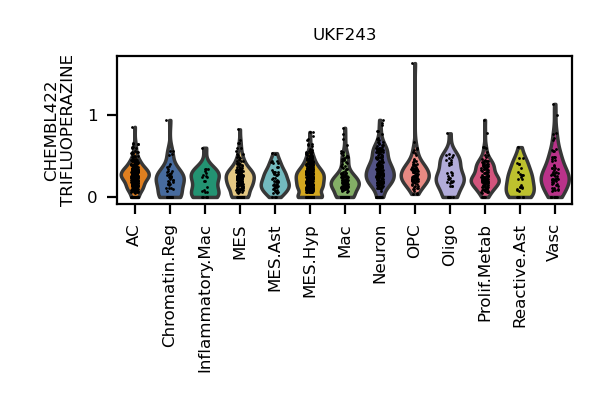 UKF243
CHEMBL422
TRIFLUOPERAZINE
1
0
AC
Chromatin.Reg
Inflammatory.Mac
MES
MES.Ast
MES.Hyp
Mac
Neuron
OPC
Oligo
Prolif.Metab
Reactive.Ast
Vasc